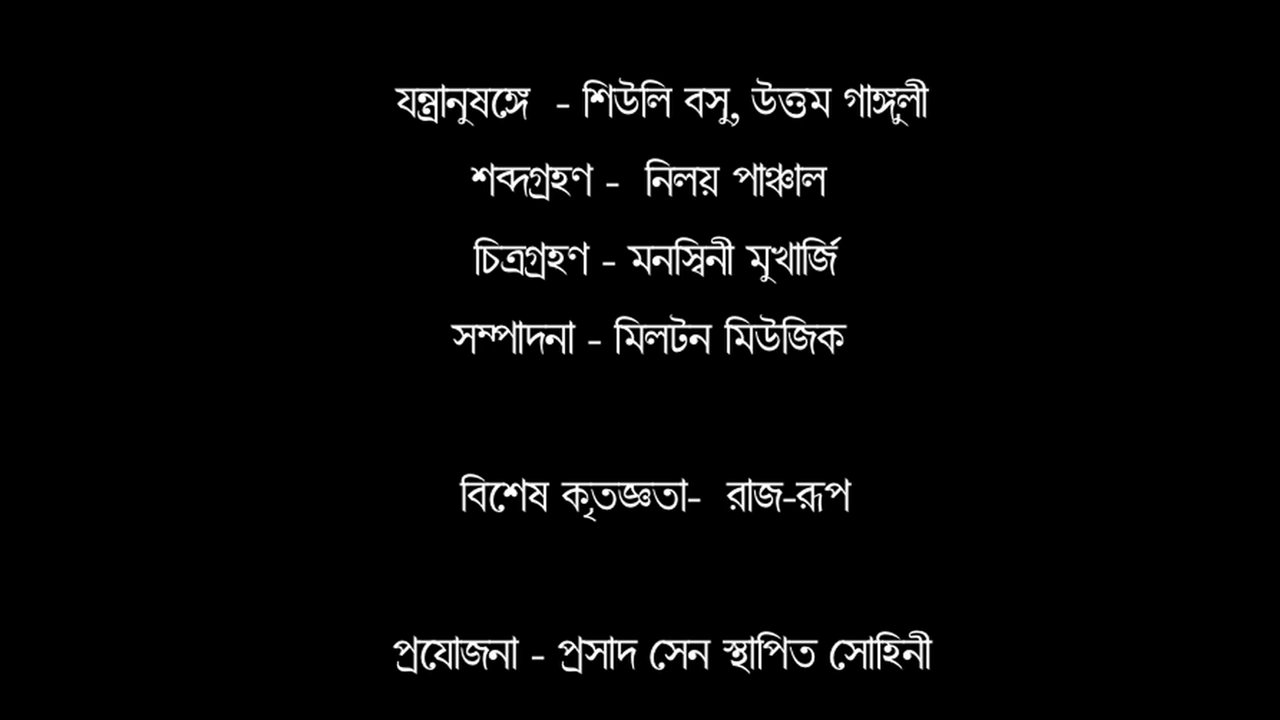 যন্ত্রানুষঙ্গে - শিউলি বসু, উত্তম গাঙ্গুলী
শব্দগ্রহণ - নিলয় পাঞ্চাল
চিত্রগ্রহণ - মনস্বিনী মুখার্জি
সম্পাদনা - মিলটন মিউজিক
বিশেষ কৃতজ্ঞতা- রাজ-রূপ
প্রযোজনা - প্রসাদ সেন স্থাপিত সোহিনী